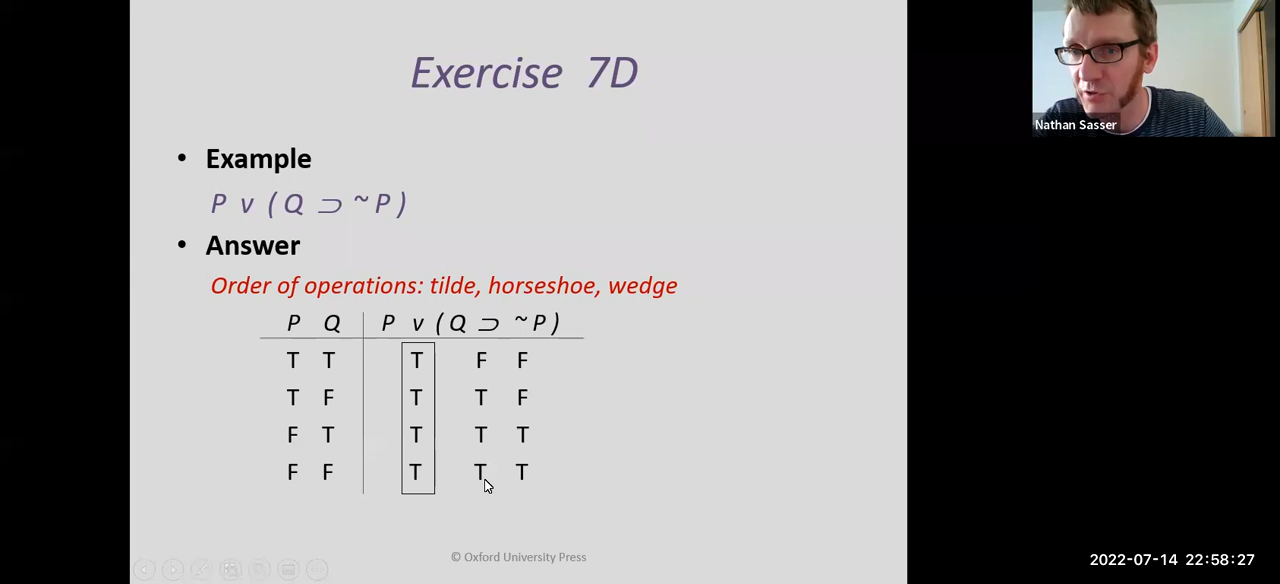 Exercise 7D
• Example
P v ( Q ⊃ ~ P )
• Answer
Order of operations: tilde, horseshoe, wedge
P Q P v ( Q ⊃ ~ P )
T T T F F
T F T T F
F T T T T
F F T T T
© Oxford University Press
Nathan Sasser
2022-07-14 22:58:27